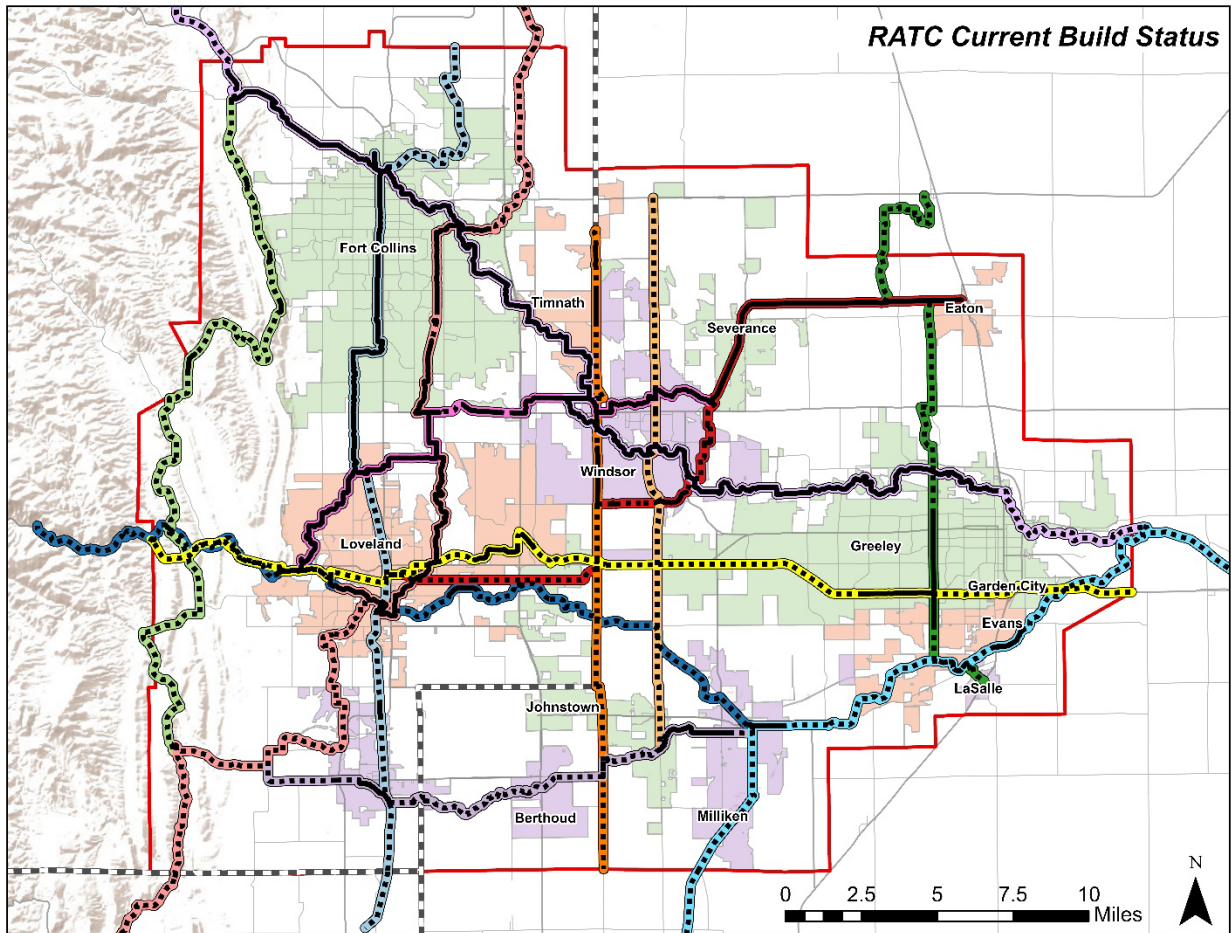 RATC Current Build Status
Fort Collins
Timnath
Severance
Eaton
Windsor
Loveland
Greeley
Garden City
Evans
LaSalle
Johnstown
Berthoud
Milliken
N
0 2.5 5 7.5 10
Miles